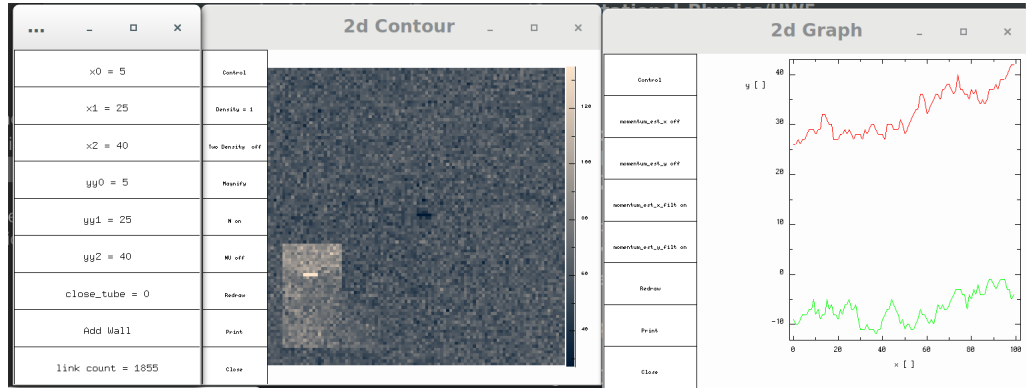 tational_Physics/HW5
...
x0 = 5
x1 = 25
x2 = 40
yy0 = 5
yy1 = 25
yy2 = 40
close_tube = 0
Add Wall
link count = 1855
2d Contour
Control
Density = 1
Two Density off
Magnify
N on
NU off
Redraw
Print
Close
120
100
80
60
40
2d Graph
Control
momentum_est_x off
momentum_est_y off
momentum_est_x_filt on
momentum_est_y_filt on
Redraw
Print
Close
y [ ]
40
30
20
10
0
-10
0 20 40 60 80 100
x [ ]